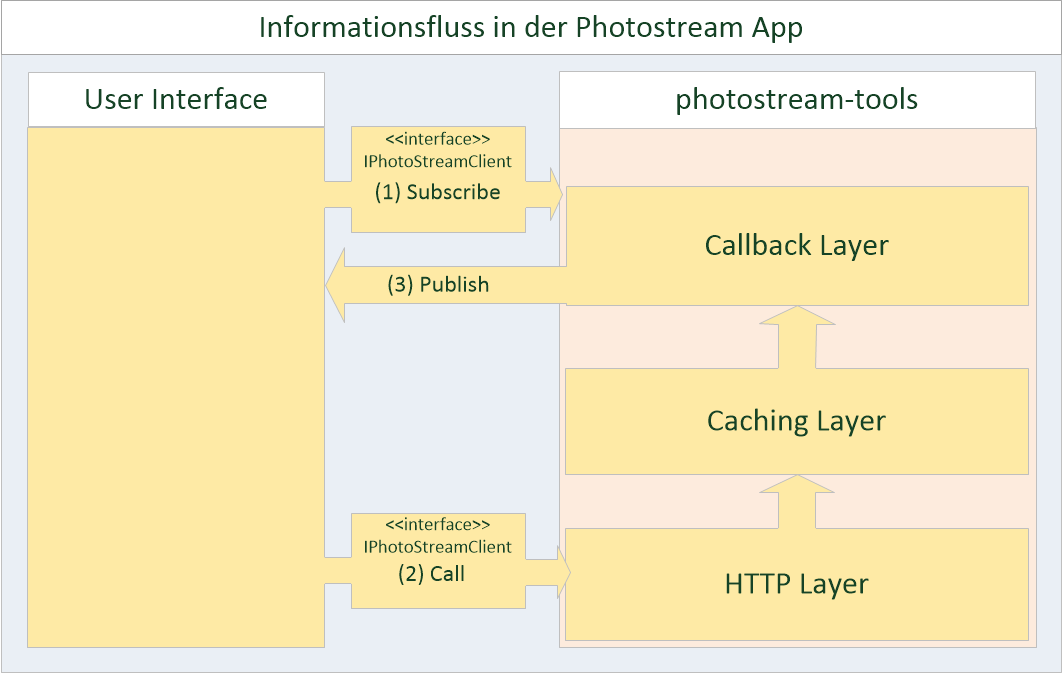 Informationsfluss in der Photostream App
User Interface
photostream-tools
<<interface>>
IPhotoStreamClient
(1) Subscribe
Callback Layer
(3) Publish
Caching Layer
<<interface>>
IPhotoStreamClient
(2) Call
HTTP Layer